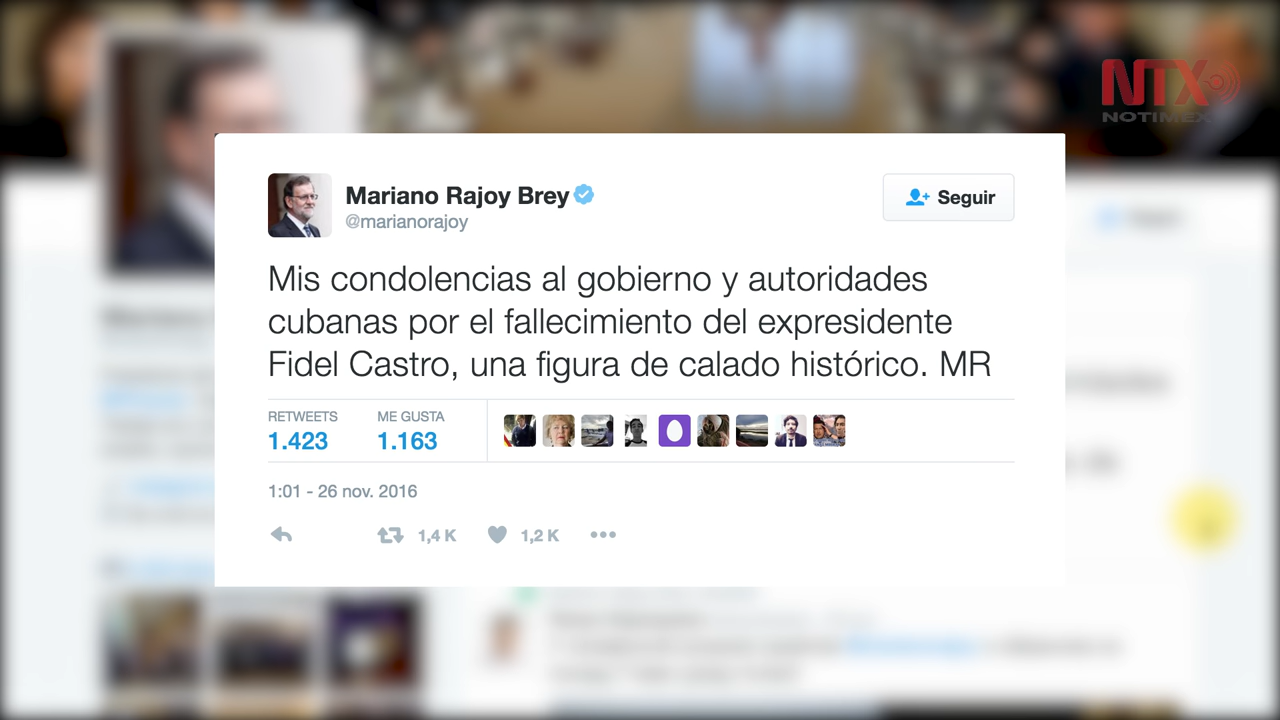 NTX
NOTIMEX
Mariano Rajoy Brey
@marianorajoy
Seguir
Mis condolencias al gobierno y autoridades
cubanas por el fallecimiento del expresidente
Fidel Castro, una figura de calado histórico. MR
RETWEETS
ME GUSTA
1.423
1.163
1:01 - 26 nov. 2016
1,4 K
1,2 K